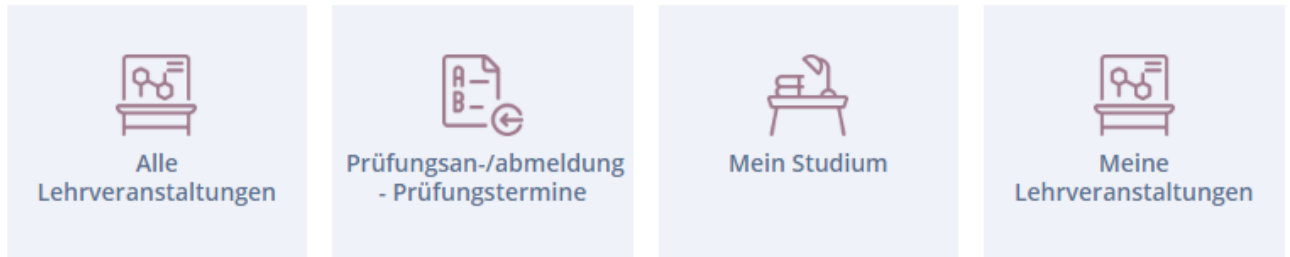 Alle
Lehrveranstaltungen
A
B
Prüfungsan-/abmeldung
- Prüfungstermine
Mein Studium
Meine
Lehrveranstaltungen